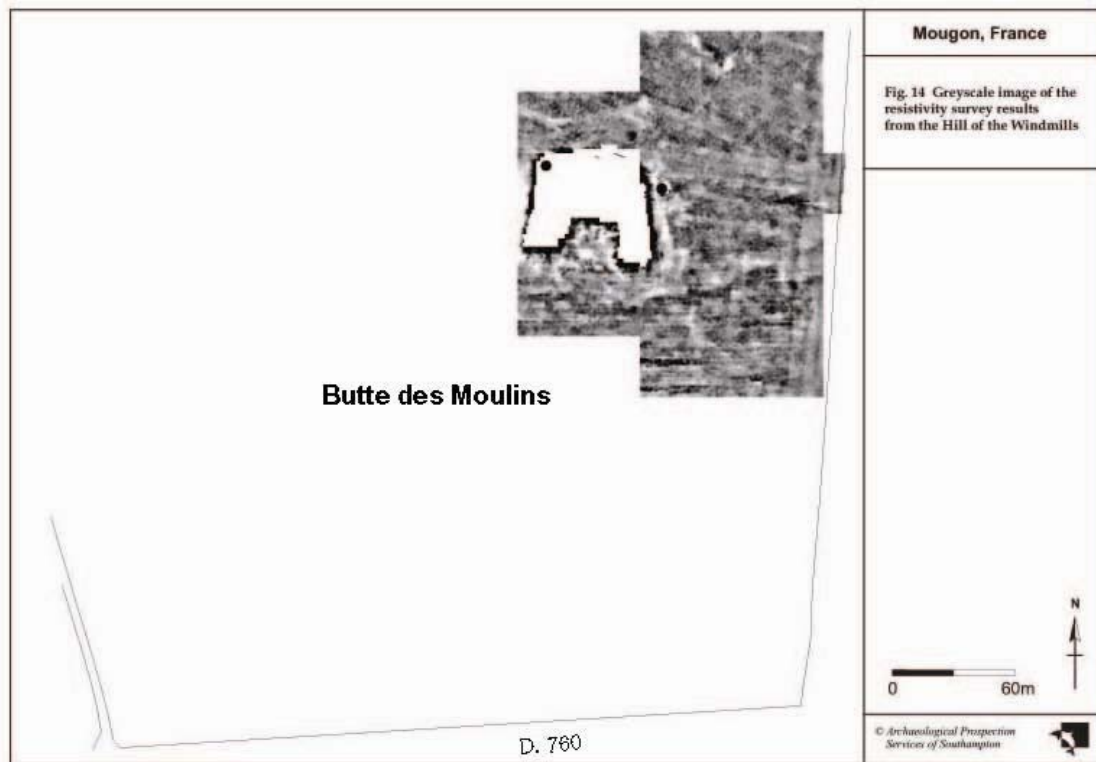 Mougon, France
Fig. 14 Greyscale image of the
resistivity survey results
from the Hill of the Windmills
Butte des Moulins
D. 760
N
0 60m
© Archaeological Prospection
Services of Southampton